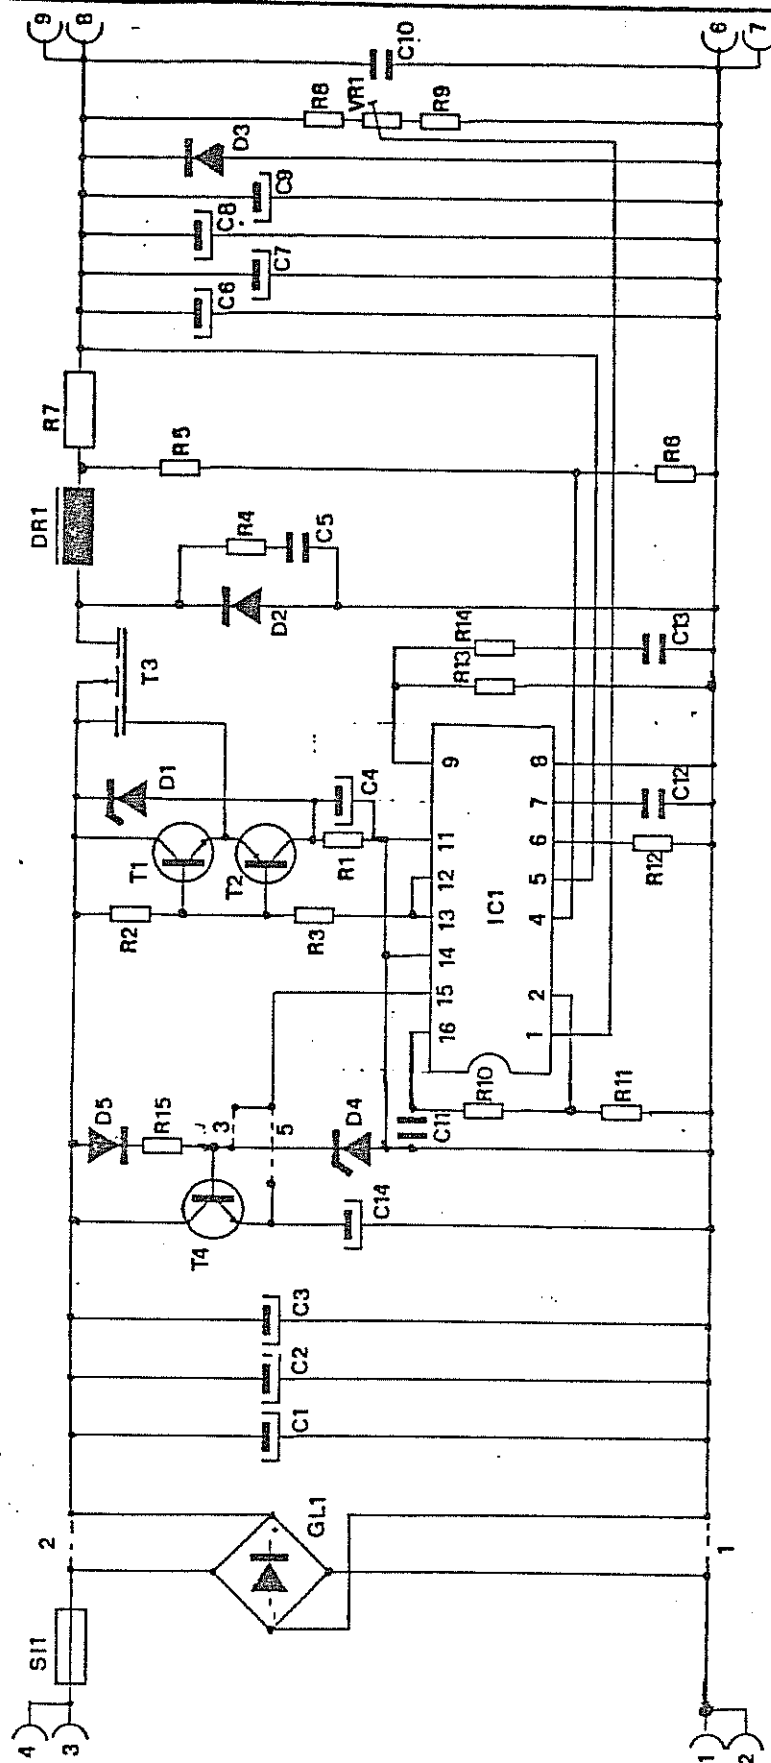 4
3
SI1
2
GL1
1
2
1
C1
C2
C3
T4
C14
D5
R15
3
5
D4
C11
R10
R11
R2
R3
T1
T2
D1
R1
C4
T3
16
15
14
13
12
11
9
IC1
1
2
4
5
6
7
8
R12
C12
R13
R14
C13
D2
R4
C5
DR1
R7
R5
R6
C6
C7
C8
C9
D3
R8
VR1
R9
C10
9
8
6
7